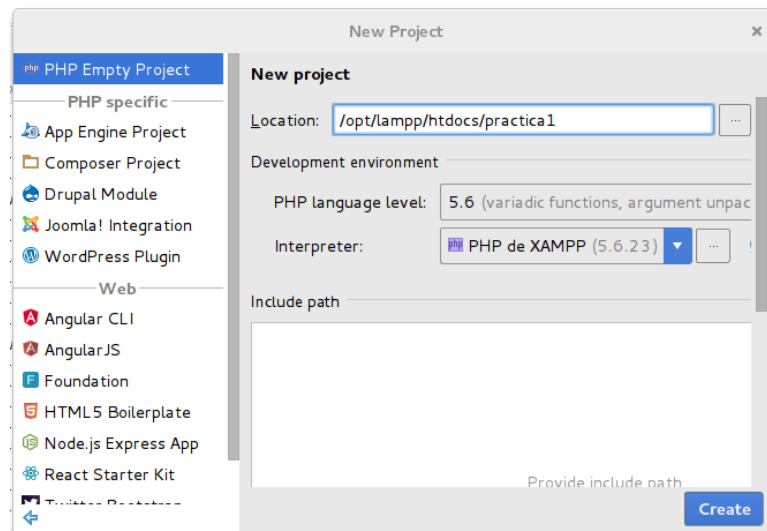 New Project
PHP Empty Project
PHP specific
App Engine Project
Composer Project
Drupal Module
Joomla! Integration
WordPress Plugin
Web
Angular CLI
AngularJS
Foundation
HTML5 Boilerplate
Node.js Express App
React Starter Kit
Twitter Bootstrap
New project
Location: /opt/lampp/htdocs/practica1 ...
Development environment
PHP language level: 5.6 (variadic functions, argument unpac
Interpreter: php PHP de XAMPP (5.6.23) ...
Include path
Provide include path
Create